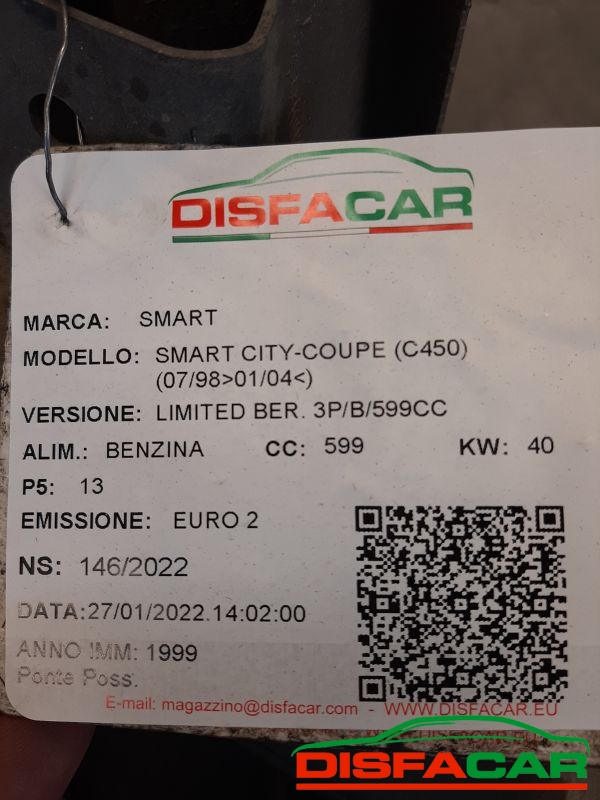 DISFACAR
MARCA: SMART
MODELLO: SMART CITY-COUPE (C450)
(07/98>01/04<)
VERSIONE: LIMITED BER. 3P/B/599CC
ALIM.: BENZINA CC: 599 KW: 40
P5: 13
EMISSIONE: EURO 2
NS: 146/2022
DATA:27/01/2022.14:02:00
ANNO IMM: 1999
Ponte Poss.
E-mail: magazzino@disfacar.com - WWW.DISFACAR.EU
DISFACAR